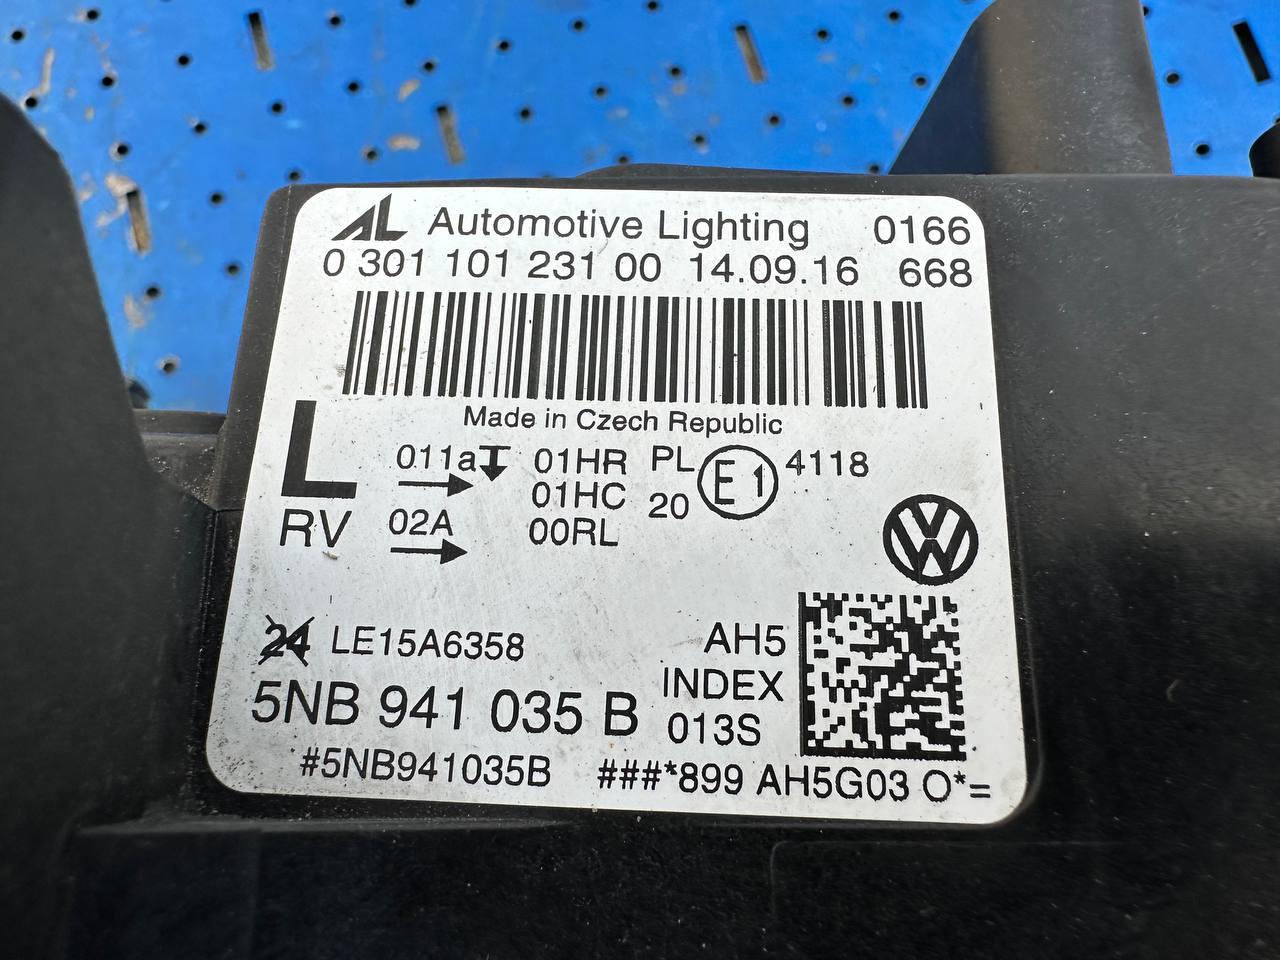 AL Automotive Lighting 0166
0 301 101 231 00 14.09.16 668
Made in Czech Republic
L 011a 01HR PL E1 4118
01HC 20
RV 02A 00RL
24 LE15A6358 AH5
INDEX
5NB 941 035 B 013S
#5NB941035B ###*899 AH5G03 O*=